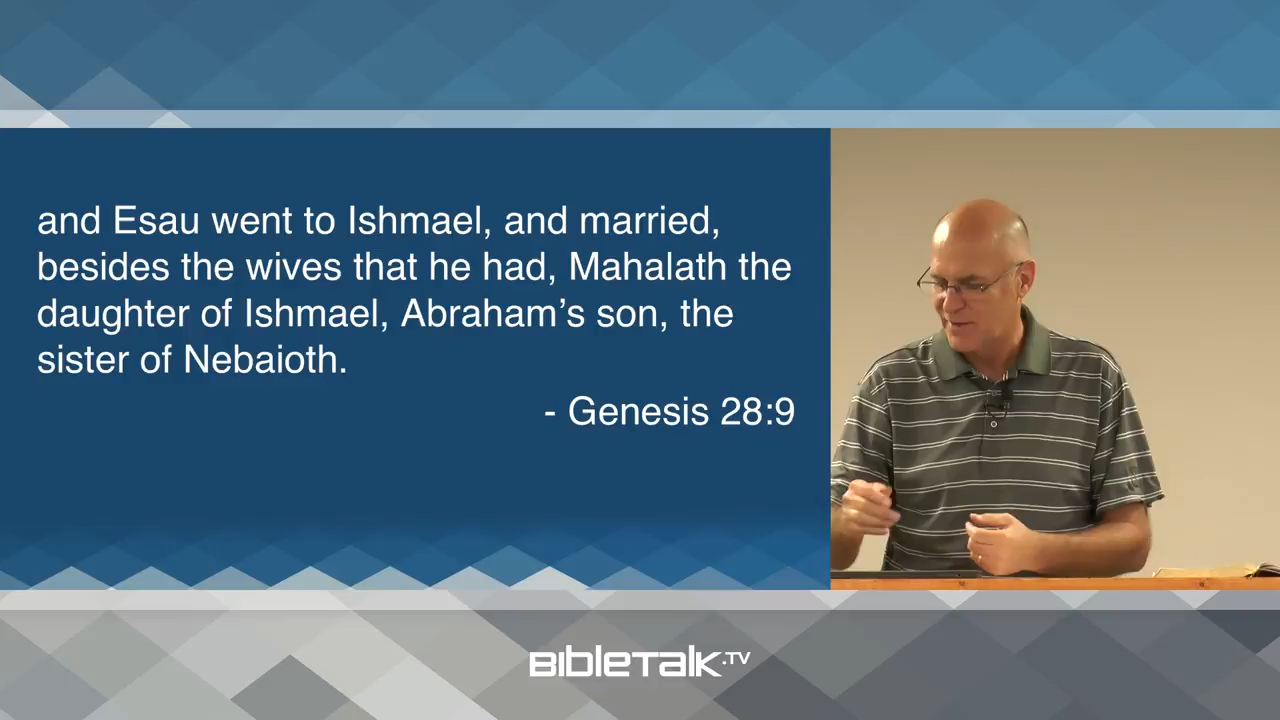 and Esau went to Ishmael, and married,
besides the wives that he had, Mahalath the
daughter of Ishmael, Abraham’s son, the
sister of Nebaioth.
- Genesis 28:9
BIBLETALK.TV